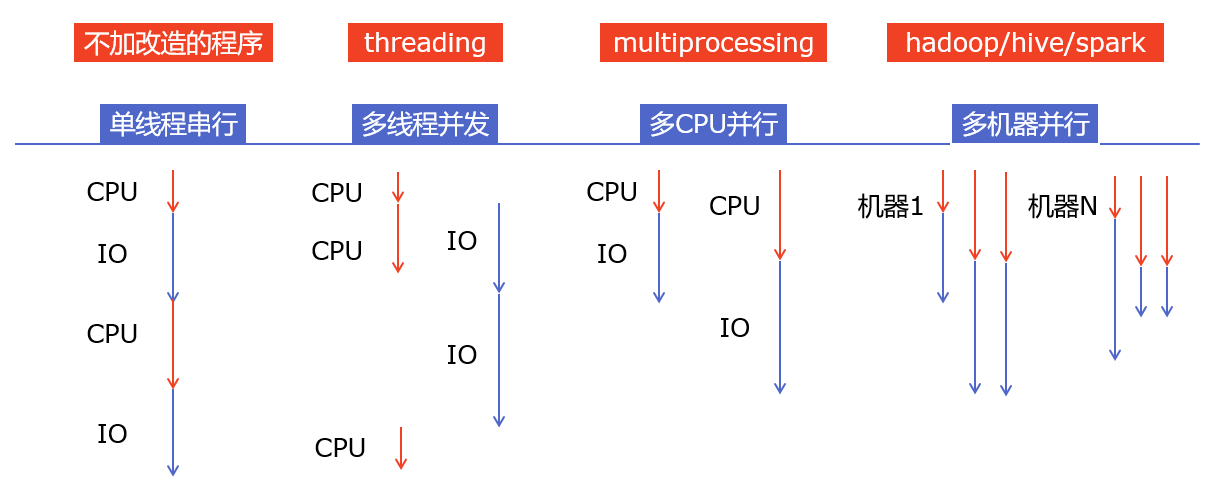 不加改造的程序
threading
multiprocessing
hadoop/hive/spark
单线程串行
多线程并发
多CPU并行
多机器并行
CPU
IO
CPU
IO
CPU
CPU
IO
IO
CPU
CPU
IO
CPU
IO
机器1
机器N